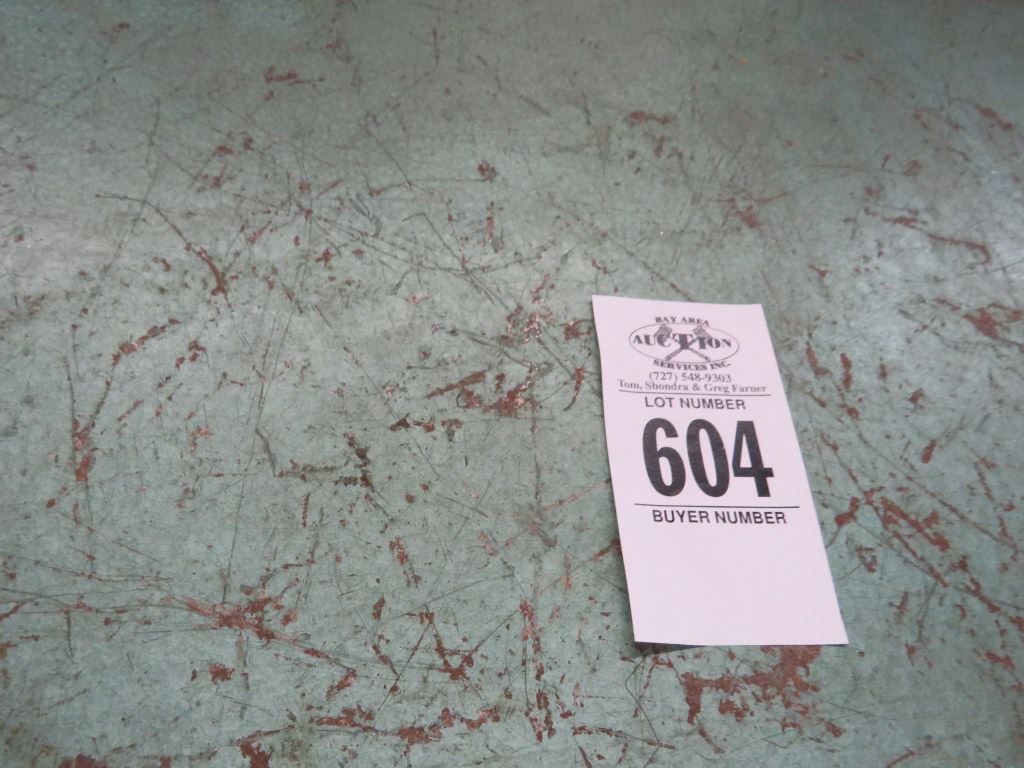 BAY AREA
AUCTION
SERVICES INC.
(727) 548-9303
Tom, Shondra & Greg Farner
LOT NUMBER
604
BUYER NUMBER